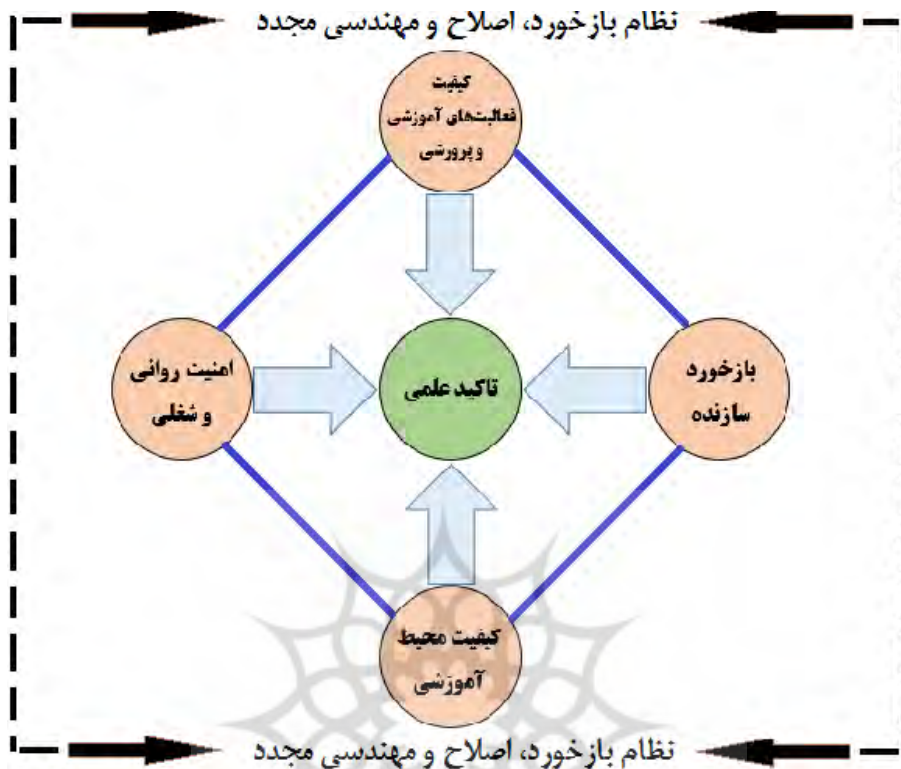 نظام بازخورد، اصلاح و مهندسی مجدد
کیفیت
فعالیت‌های آموزشی
و پرورشی
بازخورد
سازنده
تاکید علمی
امنیت روانی
و شغلی
کیفیت محیط
آموزشی
نظام بازخورد، اصلاح و مهندسی مجدد